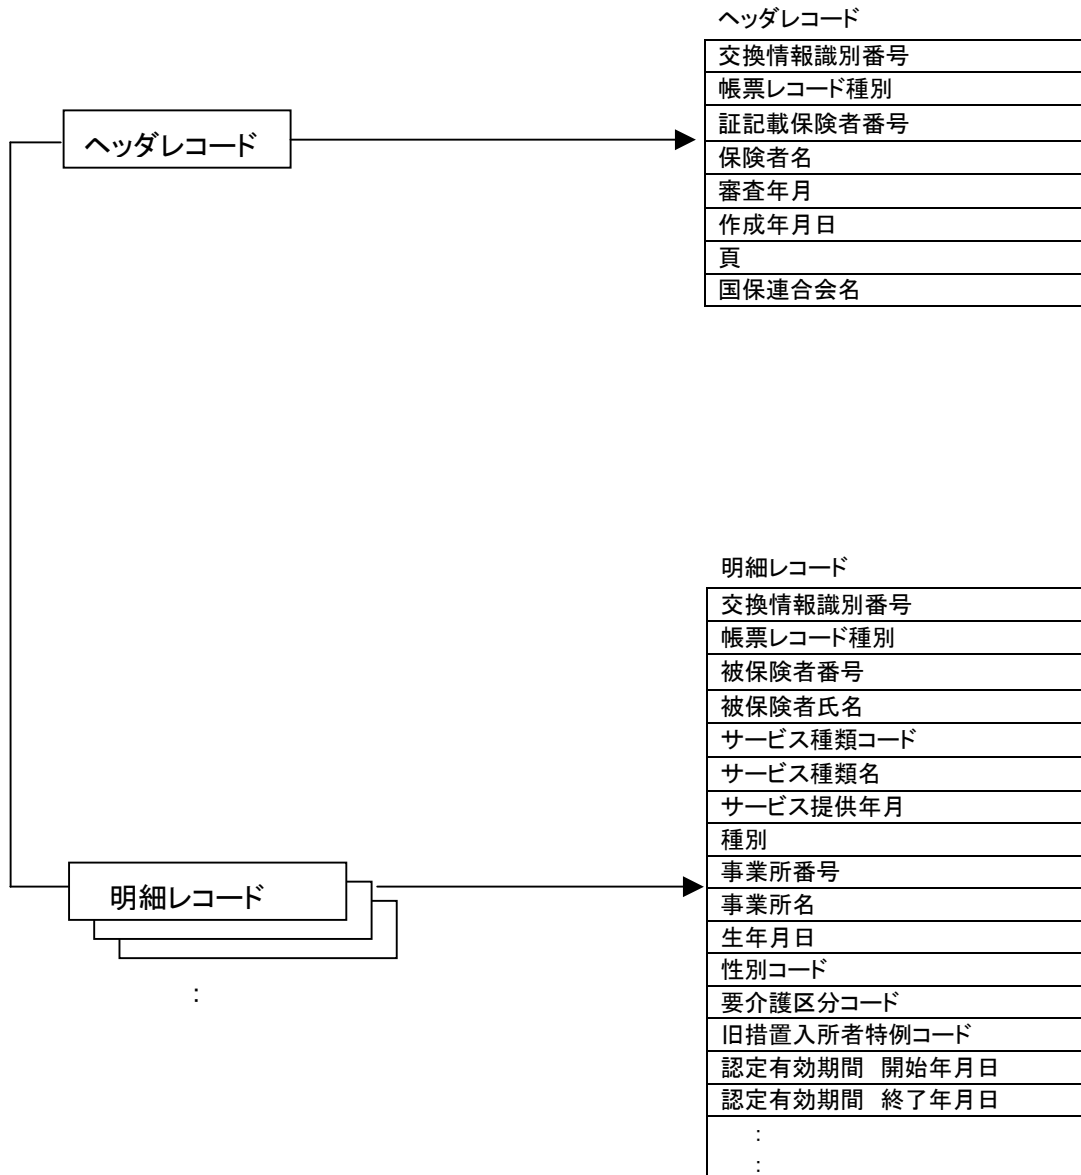 ヘッダレコード
交換情報識別番号
帳票レコード種別
証記載保険者番号
保険者名
審査年月
作成年月日
頁
国保連合会名
ヘッダレコード
明細レコード
交換情報識別番号
帳票レコード種別
被保険者番号
被保険者氏名
サービス種類コード
サービス種類名
サービス提供年月
種別
事業所番号
事業所名
生年月日
性別コード
要介護区分コード
旧措置入所者特例コード
認定有効期間　開始年月日
認定有効期間　終了年月日
:
:
明細レコード
: